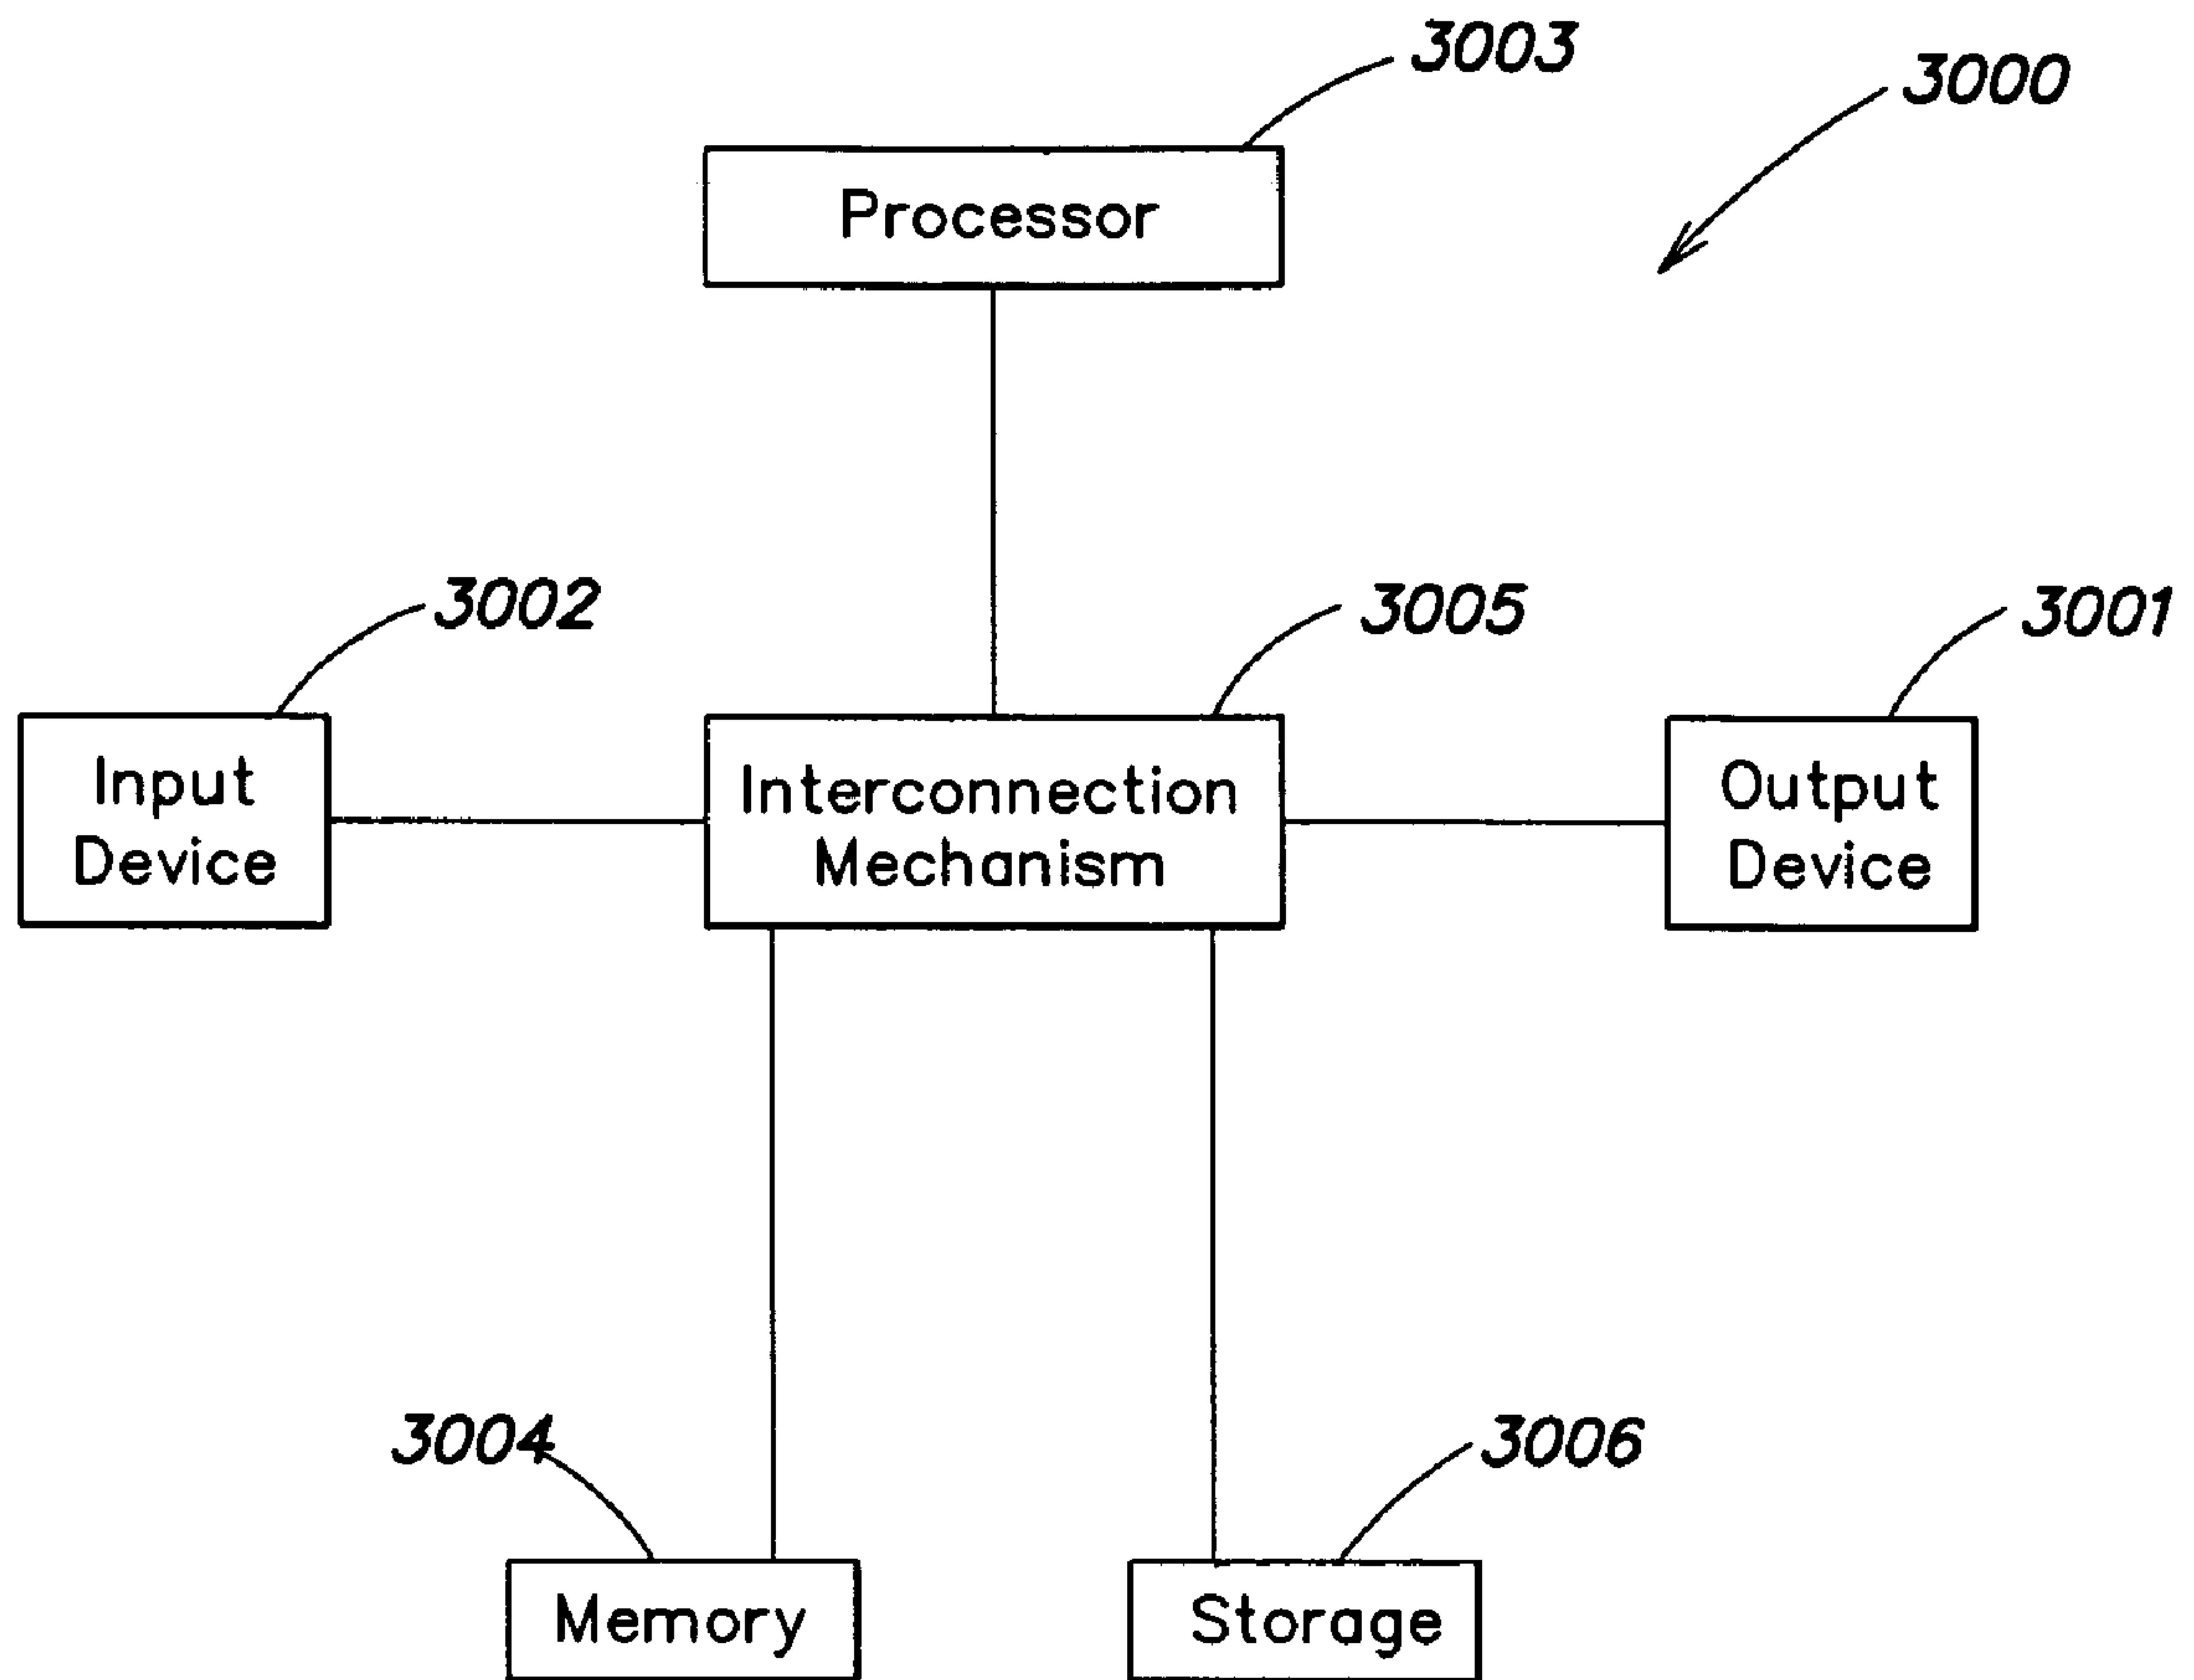 3003
3000
Processor
3002
3005
3001
Input
Device
Interconnection
Mechanism
Output
Device
3004
3006
Memory
Storage